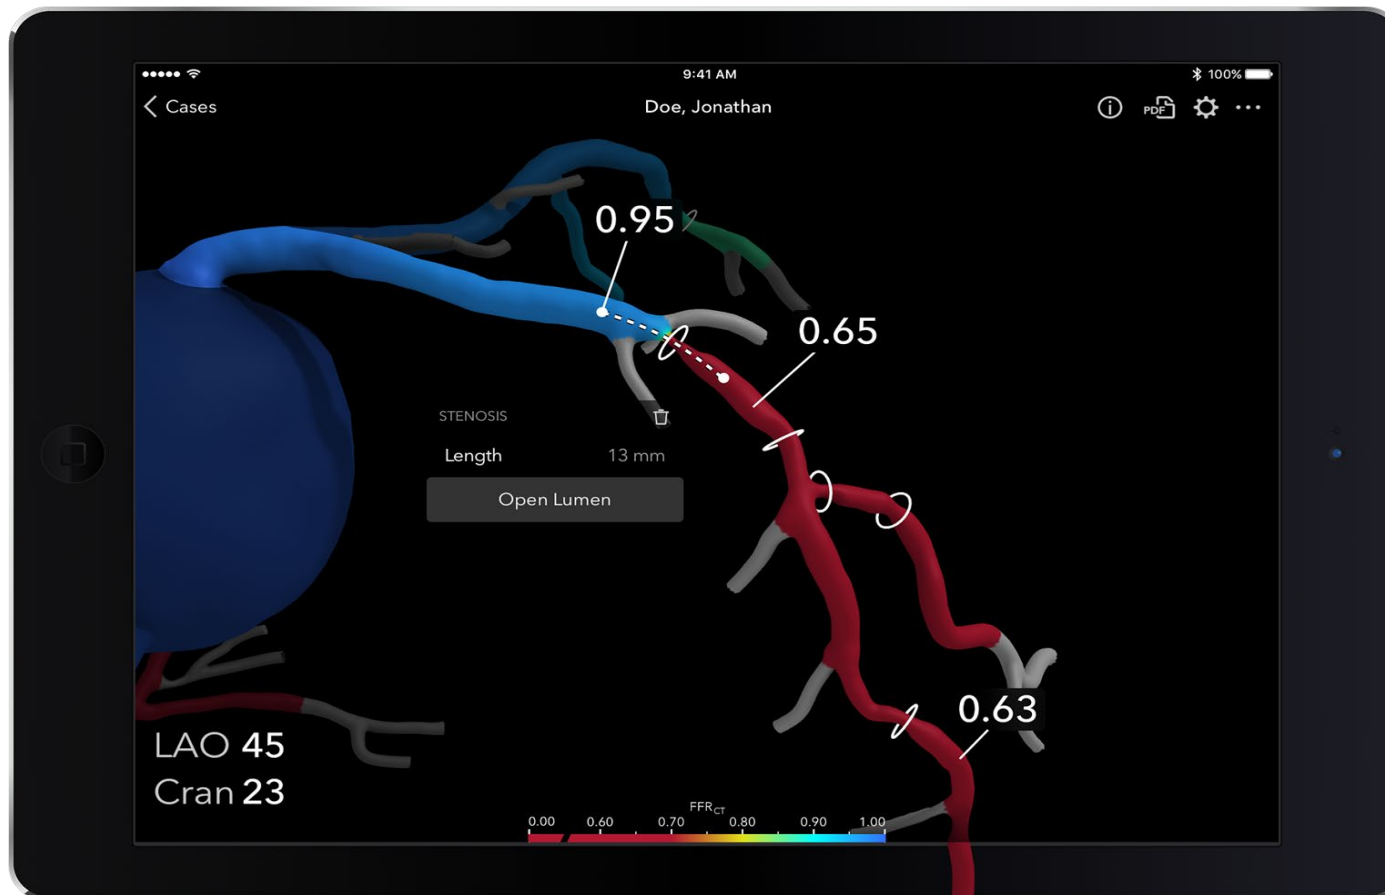 9:41 AM
100%
Cases
Doe, Jonathan
PDF
0.95
0.65
STENOSIS
Length 13 mm
Open Lumen
0.63
LAO 45
Cran 23
FFRCT
0.00 0.60 0.70 0.80 0.90 1.00